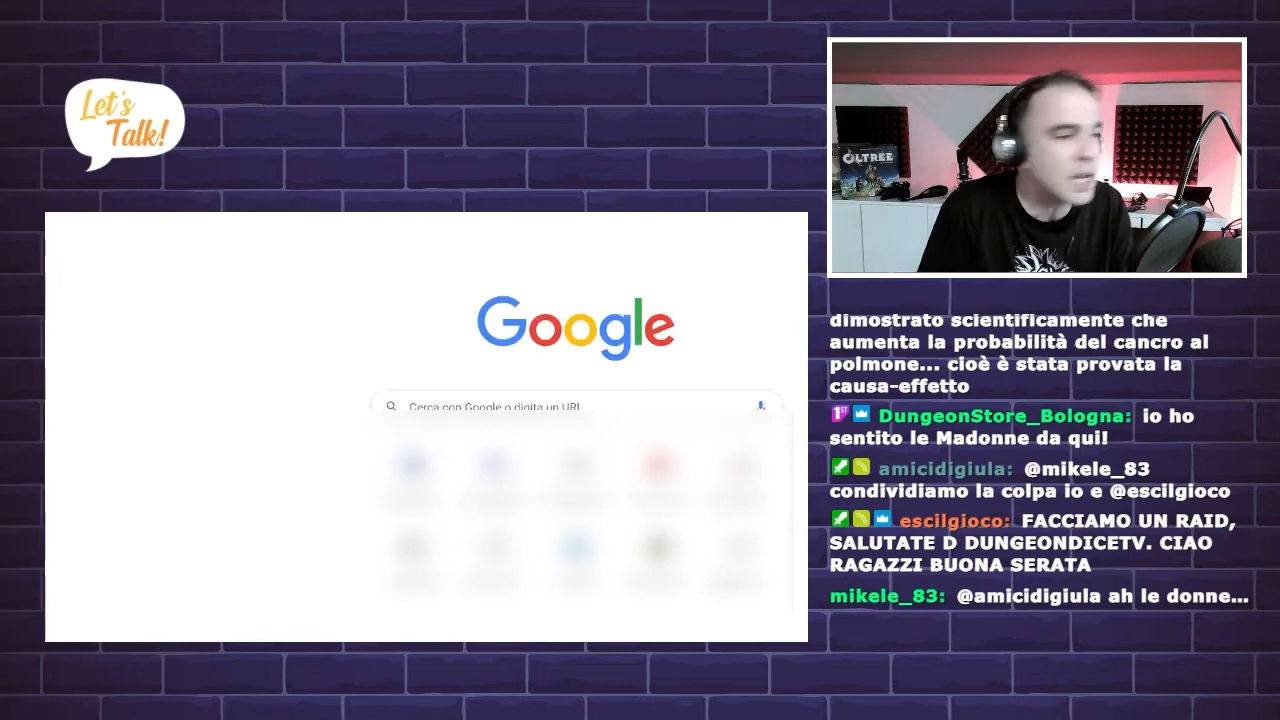 Let's
Talk!
OLTREE
Google
Cerca con Google o digita un URL
dimostrato scientificamente che
aumenta la probabilità del cancro al
polmone... cioè è stata provata la
causa-effetto
1ST DungeonStore_Bologna: io ho
sentito le Madonne da qui!
amicidigiula: @mikele_83
condividiamo la colpa io e @escilgioco
escilgioco: FACCIAMO UN RAID,
SALUTATE D DUNGEONDICETV. CIAO
RAGAZZI BUONA SERATA
mikele_83: @amicidigiula ah le donne...